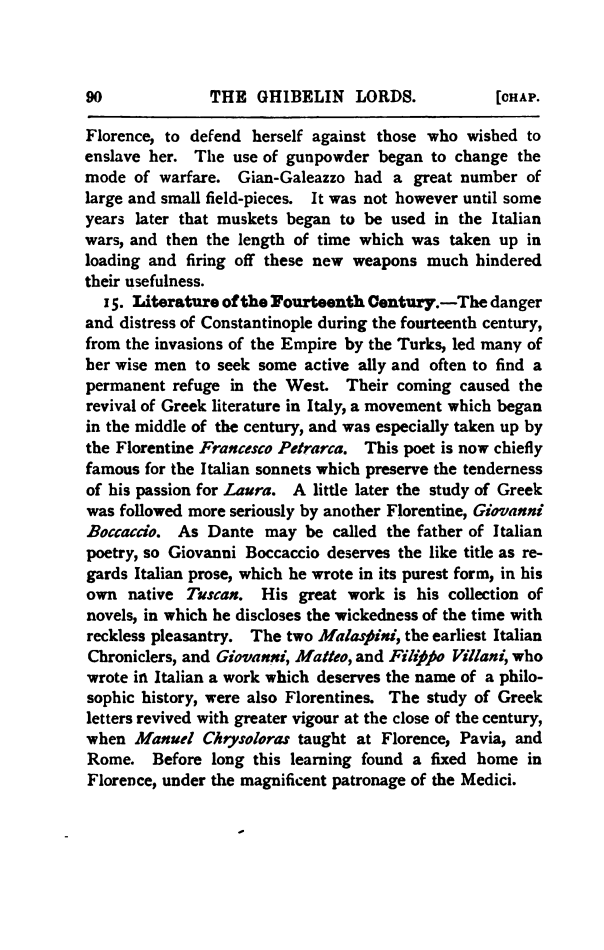 90 THE GHIBELIN LORDS. [CHAP.
Florence, to defend herself against those who wished to
enslave her. The use of gunpowder began to change the
mode of warfare. Gian-Galeazzo had a great number of
large and small field-pieces. It was not however until some
years later that muskets began to be used in the Italian
wars, and then the length of time which was taken up in
loading and firing off these new weapons much hindered
their usefulness.
15. Literature of the Fourteenth Century.—The danger
and distress of Constantinople during the fourteenth century,
from the invasions of the Empire by the Turks, led many of
her wise men to seek some active ally and often to find a
permanent refuge in the West. Their coming caused the
revival of Greek literature in Italy, a movement which began
in the middle of the century, and was especially taken up by
the Florentine Francesco Petrarca. This poet is now chiefly
famous for the Italian sonnets which preserve the tenderness
of his passion for Laura. A little later the study of Greek
was followed more seriously by another Florentine, Giovanni
Boccaccio. As Dante may be called the father of Italian
poetry, so Giovanni Boccaccio deserves the like title as re-
gards Italian prose, which he wrote in its purest form, in his
own native Tuscan. His great work is his collection of
novels, in which he discloses the wickedness of the time with
reckless pleasantry. The two Malaspini, the earliest Italian
Chroniclers, and Giovanni, Matteo, and Filippo Villani, who
wrote in Italian a work which deserves the name of a philo-
sophic history, were also Florentines. The study of Greek
letters revived with greater vigour at the close of the century,
when Manuel Chrysoloras taught at Florence, Pavia, and
Rome. Before long this learning found a fixed home in
Florence, under the magnificent patronage of the Medici.